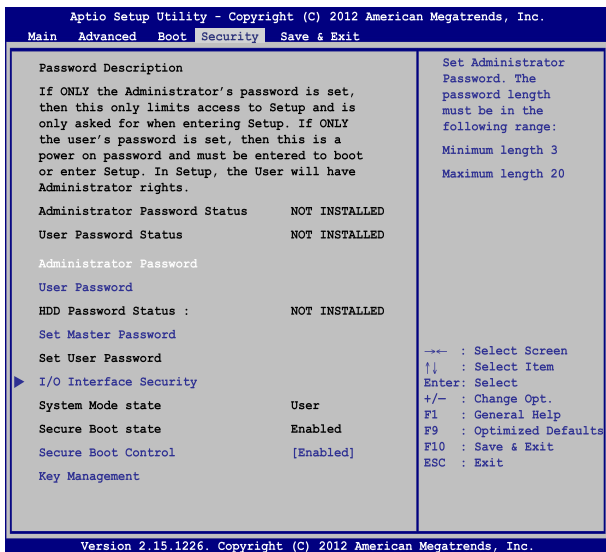 Aptio Setup Utility - Copyright (C) 2012 American Megatrends, Inc.
Main Advanced Boot Security Save & Exit
Password Description
If ONLY the Administrator's password is set,
then this only limits access to Setup and is
only asked for when entering Setup. If ONLY
the user's password is set, then this is a
power on password and must be entered to boot
or enter Setup. In Setup, the User will have
Administrator rights.
Administrator Password Status NOT INSTALLED
User Password Status NOT INSTALLED
Administrator Password
User Password
HDD Password Status : NOT INSTALLED
Set Master Password
Set User Password
I/O Interface Security
System Mode state User
Secure Boot state Enabled
Secure Boot Control [Enabled]
Key Management
Set Administrator
Password. The
password length
must be in the
following range:
Minimum length 3
Maximum length 20
→← : Select Screen
↑↓ : Select Item
Enter: Select
+/— : Change Opt.
F1 : General Help
F9 : Optimized Defaults
F10 : Save & Exit
ESC : Exit
Version 2.15.1226. Copyright (C) 2012 American Megatrends, Inc.